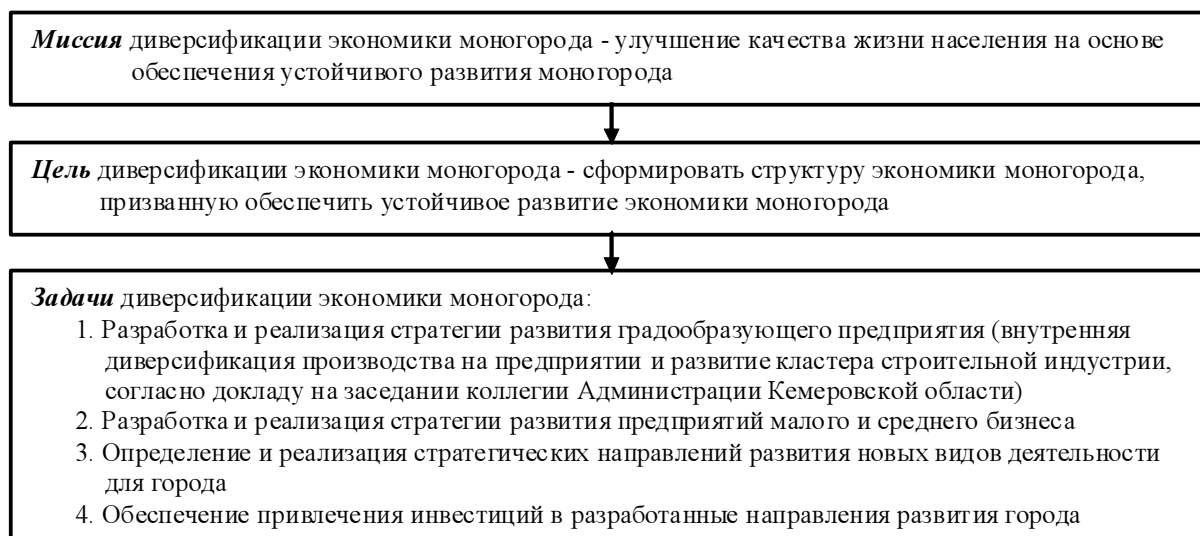 Миссия диверсификации экономики моногорода - улучшение качества жизни населения на основе
обеспечения устойчивого развития моногорода
Цель диверсификации экономики моногорода - сформировать структуру экономики моногорода,
призванную обеспечить устойчивое развитие экономики моногорода
Задачи диверсификации экономики моногорода:
1. Разработка и реализация стратегии развития градообразующего предприятия (внутренняя
диверсификация производства на предприятии и развитие кластера строительной индустрии,
согласно докладу на заседании коллегии Администрации Кемеровской области)
2. Разработка и реализация стратегии развития предприятий малого и среднего бизнеса
3. Определение и реализация стратегических направлений развития новых видов деятельности
для города
4. Обеспечение привлечения инвестиций в разработанные направления развития города